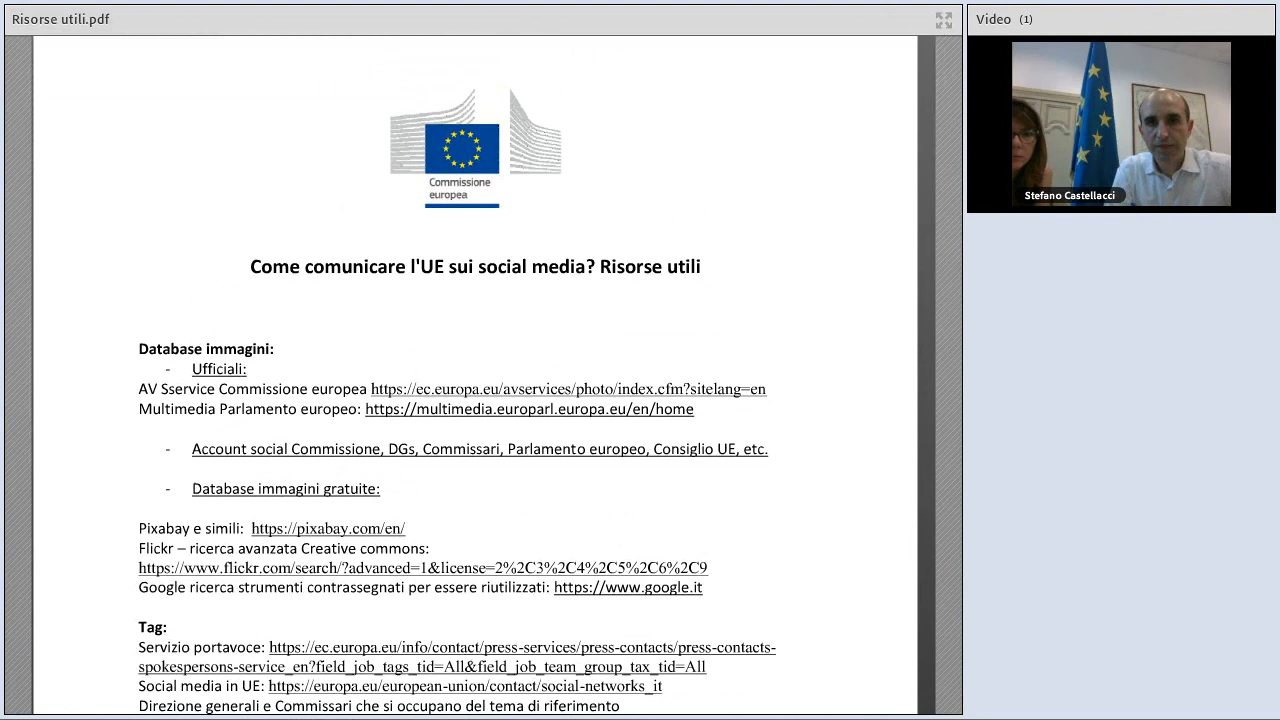 Risorse utili.pdf
Video (1)
Stefano Castellacci
Commissione
europea
Come comunicare l'UE sui social media? Risorse utili
Database immagini:
- Ufficiali:
AV Sservice Commissione europea https://ec.europa.eu/avservices/photo/index.cfm?sitelang=en
Multimedia Parlamento europeo: https://multimedia.europarl.europa.eu/en/home
- Account social Commissione, DGs, Commissari, Parlamento europeo, Consiglio UE, etc.
- Database immagini gratuite:
Pixabay e simili: https://pixabay.com/en/
Flickr – ricerca avanzata Creative commons:
https://www.flickr.com/search/?advanced=1&license=2%2C3%2C4%2C5%2C6%2C9
Google ricerca strumenti contrassegnati per essere riutilizzati: https://www.google.it
Tag:
Servizio portavoce: https://ec.europa.eu/info/contact/press-services/press-contacts/press-contacts-
spokespersons-service_en?field_job_tags_tid=All&field_job_team_group_tax_tid=All
Social media in UE: https://europa.eu/european-union/contact/social-networks_it
Direzione generali e Commissari che si occupano del tema di riferimento